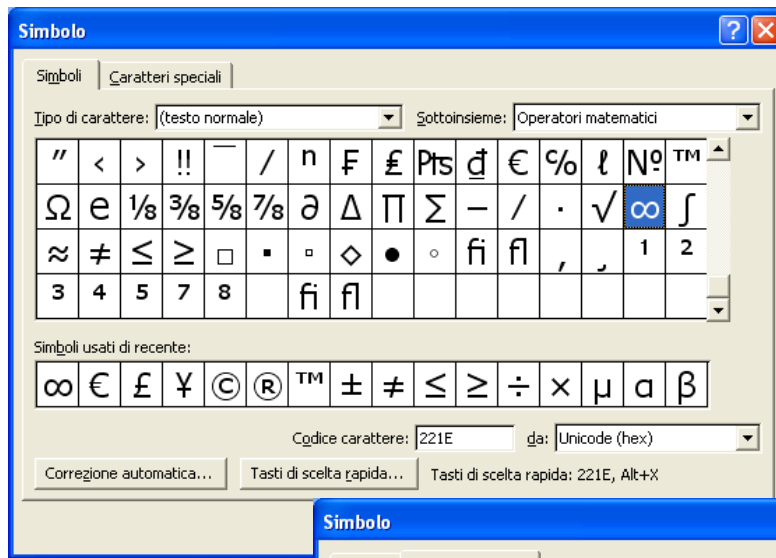 Simbolo
Simboli Caratteri speciali
Tipo di carattere: (testo normale) Sottoinsieme: Operatori matematici
″ ‹ › ‼ ‾ ⁄ ⁿ ₣ ₤ ₧ ₫ € ℅ ℓ № ™
Ω ℮ ⅛ ⅜ ⅝ ⅞ ∂ ∆ ∏ ∑ − ∕ ∙ √ ∞ ∫
≈ ≠ ≤ ≥ □ ▪ ▫ ◊ ● ◦ fi fl , ¸ ¹ ²
³ ⁴ ⁵ ⁷ ⁸ fi fl
Simboli usati di recente:
∞ € £ ¥ © ® ™ ± ≠ ≤ ≥ ÷ × µ α β
Codice carattere: 221E da: Unicode (hex)
Correzione automatica... Tasti di scelta rapida... Tasti di scelta rapida: 221E, Alt+X
Simbolo